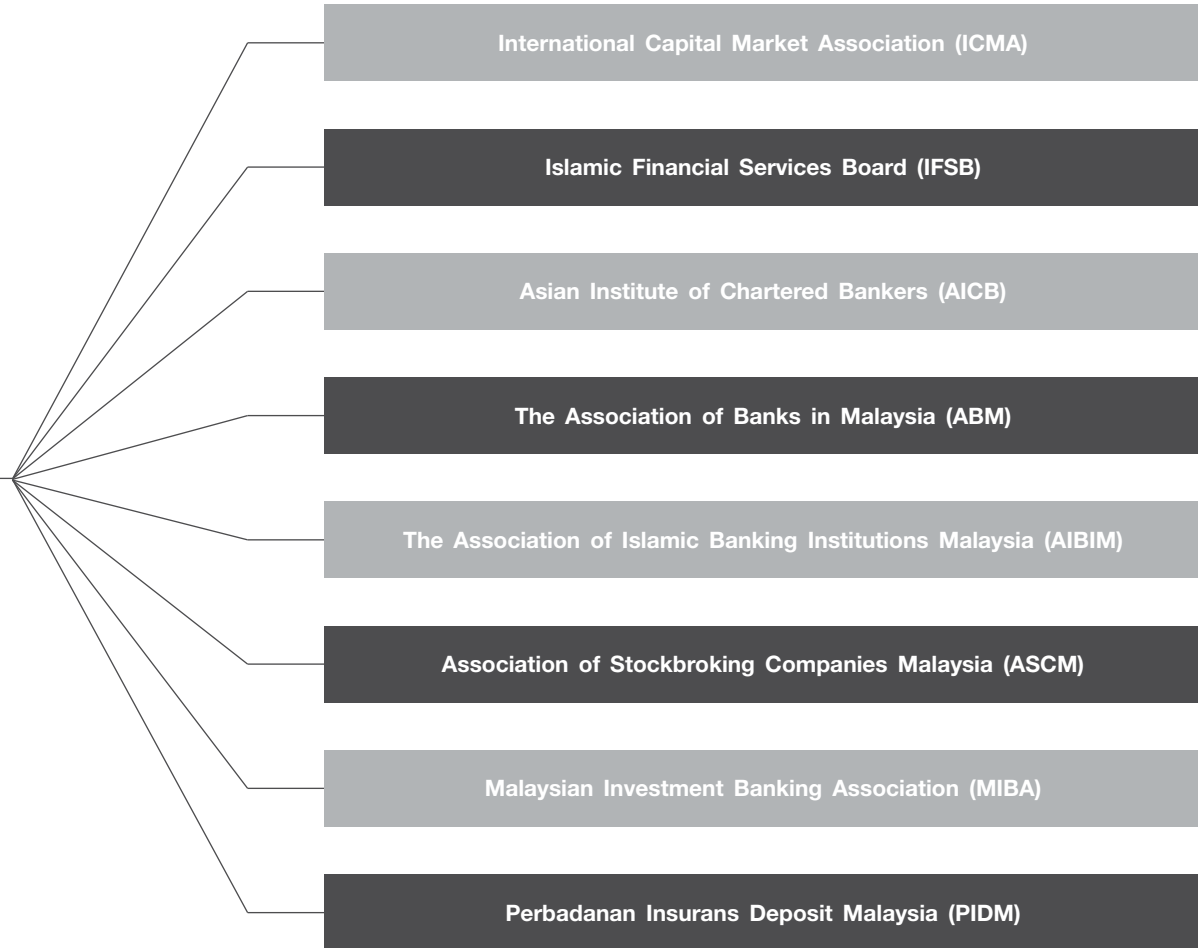 International Capital Market Association (ICMA)
Islamic Financial Services Board (IFSB)
Asian Institute of Chartered Bankers (AICB)
The Association of Banks in Malaysia (ABM)
The Association of Islamic Banking Institutions Malaysia (AIBIM)
Association of Stockbroking Companies Malaysia (ASCM)
Malaysian Investment Banking Association (MIBA)
Perbadanan Insurans Deposit Malaysia (PIDM)